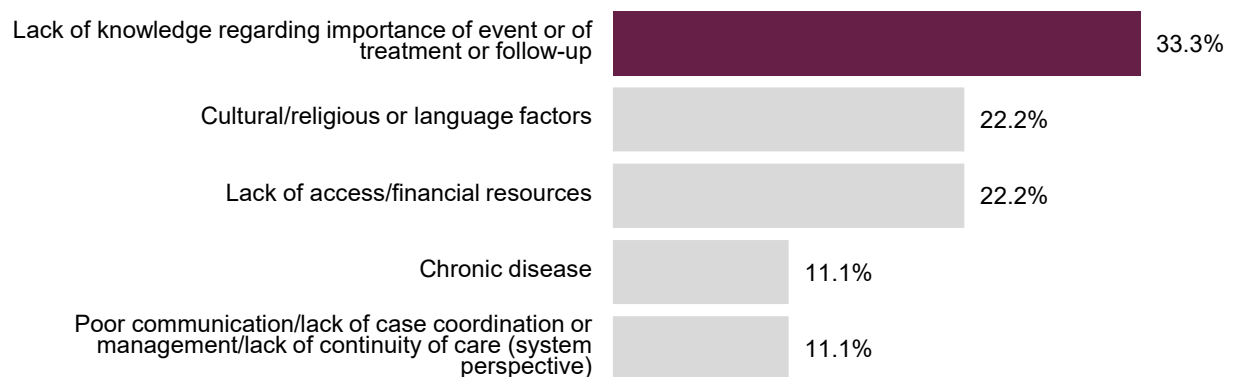 Lack of knowledge regarding importance of event or of
treatment or follow-up
33.3%
Cultural/religious or language factors
22.2%
Lack of access/financial resources
22.2%
Chronic disease
11.1%
Poor communication/lack of case coordination or
management/lack of continuity of care (system
perspective)
11.1%